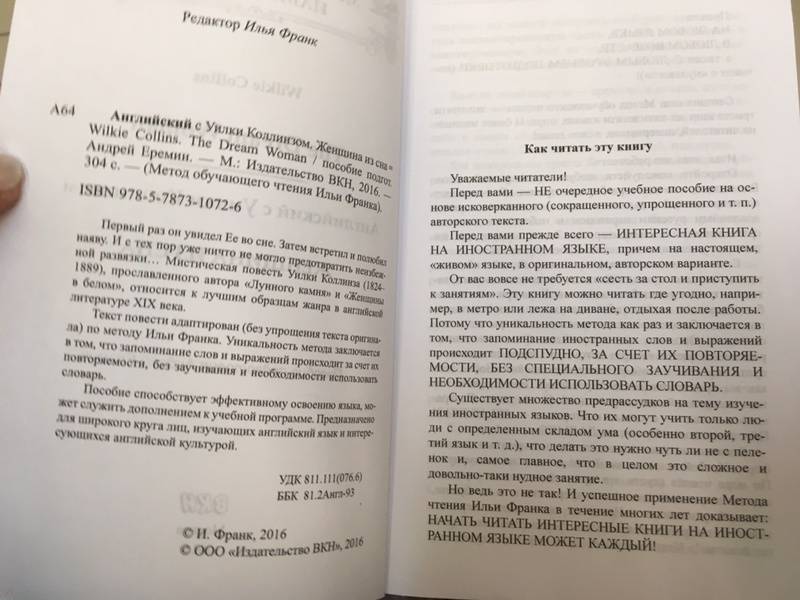 Редактор Илья Франк
А64
Английский с Уилки Коллинзом. Женщина из сна =
Wilkie Collins. The Dream Woman / пособие подгот.
Андрей Еремин. — М.: Издательство ВКН, 2016. —
304 с. — (Метод обучающего чтения Ильи Франка).
ISBN 978-5-7873-1072-6
Первый раз он увидел Ее во сне. Затем встретил и полюбил
наяву. И с тех пор уже ничто не могло предотвратить неизбеж-
ной развязки… Мистическая повесть Уилки Коллинза (1824-
1889), прославленного автора «Лунного камня» и «Женщины
в белом», относится к лучшим образцам жанра в английской
литературе XIX века.
Текст повести адаптирован (без упрощения текста оригина-
ла) по методу Ильи Франка. Уникальность метода заключается
в том, что запоминание слов и выражений происходит за счет их
повторяемости, без заучивания и необходимости использовать
словарь.
Пособие способствует эффективному освоению языка, мо-
жет служить дополнением к учебной программе. Предназначено
для широкого круга лиц, изучающих английский язык и интере-
сующихся английской культурой.
УДК 811.111(076.6)
ББК 81.2Англ-93
© И. Франк, 2016
© ООО «Издательство ВКН», 2016
Как читать эту книгу
Уважаемые читатели!
Перед вами — НЕ очередное учебное пособие на ос-
нове исковерканного (сокращенного, упрощенного и т. п.)
авторского текста.
Перед вами прежде всего — ИНТЕРЕСНАЯ КНИГА
НА ИНОСТРАННОМ ЯЗЫКЕ, причем на настоящем,
«живом» языке, в оригинальном, авторском варианте.
От вас вовсе не требуется «сесть за стол и приступить
к занятиям». Эту книгу можно читать где угодно, напри-
мер, в метро или лежа на диване, отдыхая после работы.
Потому что уникальность метода как раз и заключается в
том, что запоминание иностранных слов и выражений
происходит ПОДСПУДНО, ЗА СЧЕТ ИХ ПОВТОРЯЕ-
МОСТИ, БЕЗ СПЕЦИАЛЬНОГО ЗАУЧИВАНИЯ И
НЕОБХОДИМОСТИ ИСПОЛЬЗОВАТЬ СЛОВАРЬ.
Существует множество предрассудков на тему изуче-
ния иностранных языков. Что их могут учить только лю-
ди с определенным складом ума (особенно второй, тре-
тий язык и т. д.), что делать это нужно чуть ли не с пеле-
нок и, самое главное, что в целом это сложное и
довольно-таки нудное занятие.
Но ведь это не так! И успешное применение Метода
чтения Ильи Франка в течение многих лет доказывает:
НАЧАТЬ ЧИТАТЬ ИНТЕРЕСНЫЕ КНИГИ НА ИНОСТ-
РАННОМ ЯЗЫКЕ МОЖЕТ КАЖДЫЙ!